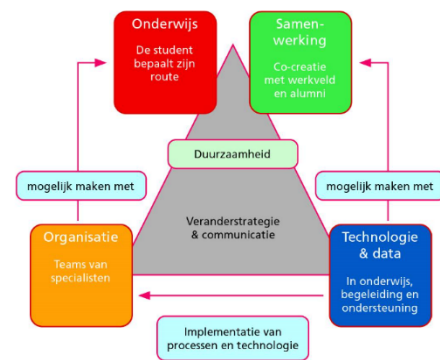 Onderwijs
De student
bepaalt zijn
route
Samen-
werking
Co-creatie
met werkveld
en alumni
Duurzaamheid
mogelijk maken met
mogelijk maken met
Veranderstrategie
& communicatie
Organisatie
Teams van
specialisten
Technologie
& data
In onderwijs,
begeleiding en
ondersteuning
Implementatie van
processen en technologie